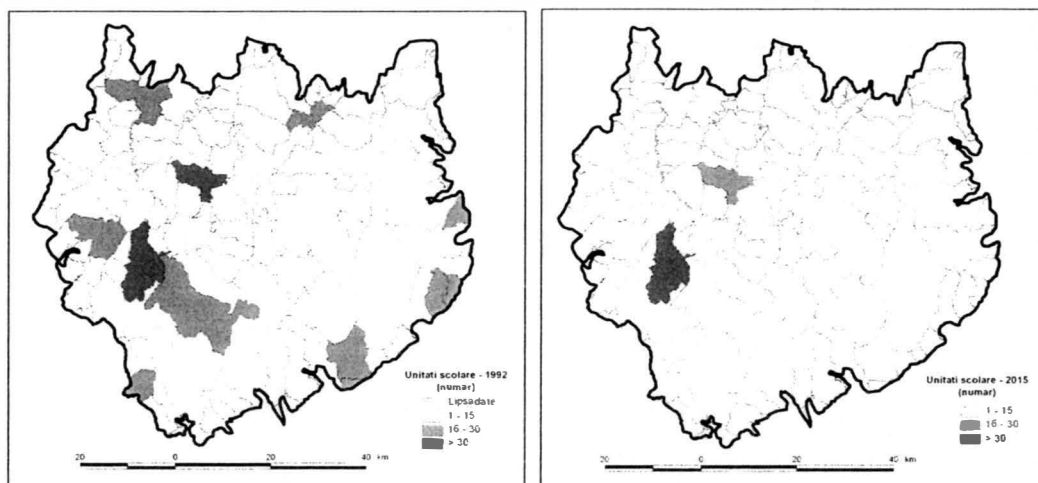 Unitati scolare - 1992
(numar)
Lipsadate
1 - 15
16 - 30
> 30
20 0 20 40 km
Unitati scolare - 2015
(numar)
1 - 15
16 - 30
> 30
20 0 20 40 km